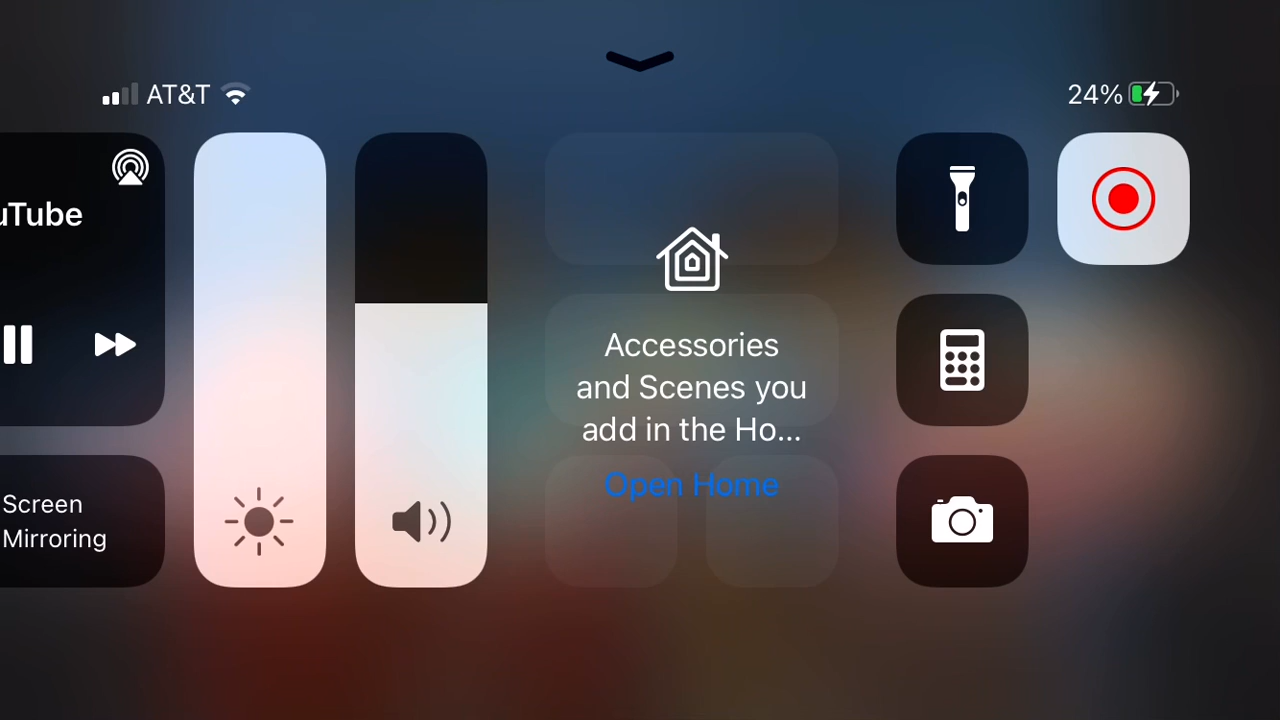 AT&T
24%
uTube
Screen
Mirroring
Accessories
and Scenes you
add in the Ho...
Open Home